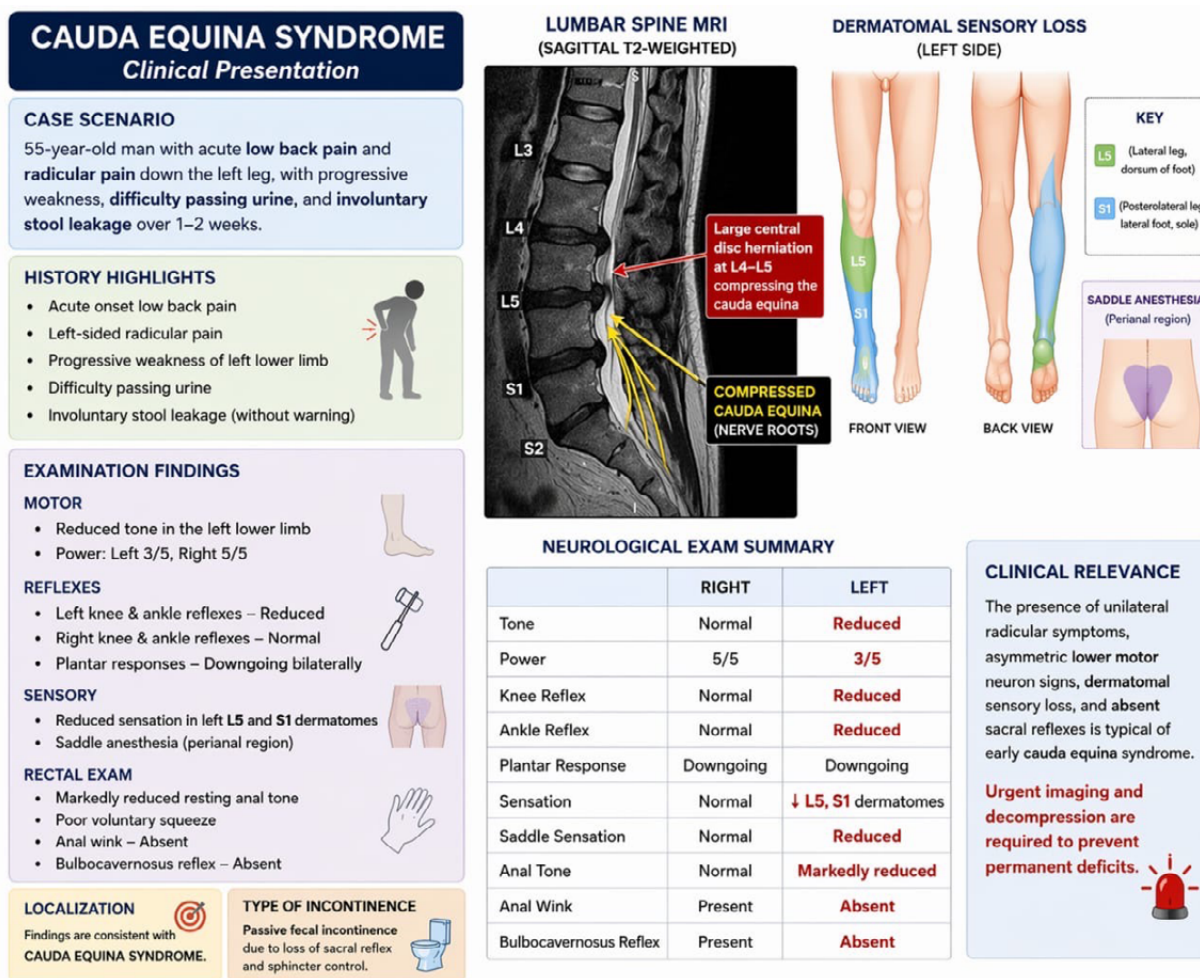 CAUDA EQUINA SYNDROME
Clinical Presentation
CASE SCENARIO
55-year-old man with acute low back pain and
radicular pain down the left leg, with progressive
weakness, difficulty passing urine, and involuntary
stool leakage over 1–2 weeks.
HISTORY HIGHLIGHTS
• Acute onset low back pain
• Left-sided radicular pain
• Progressive weakness of left lower limb
• Difficulty passing urine
• Involuntary stool leakage (without warning)
EXAMINATION FINDINGS
MOTOR
• Reduced tone in the left lower limb
• Power: Left 3/5, Right 5/5
REFLEXES
• Left knee & ankle reflexes – Reduced
• Right knee & ankle reflexes – Normal
• Plantar responses – Downgoing bilaterally
SENSORY
• Reduced sensation in left L5 and S1 dermatomes
• Saddle anesthesia (perianal region)
RECTAL EXAM
• Markedly reduced resting anal tone
• Poor voluntary squeeze
• Anal wink – Absent
• Bulbocavernosus reflex – Absent
LOCALIZATION
Findings are consistent with
CAUDA EQUINA SYNDROME.
TYPE OF INCONTINENCE
Passive fecal incontinence
due to loss of sacral reflex
and sphincter control.
LUMBAR SPINE MRI
(SAGITTAL T2-WEIGHTED)
S
L3
L4
L5
S1
S2
I
Large central
disc herniation
at L4–L5
compressing the
cauda equina
COMPRESSED
CAUDA EQUINA
(NERVE ROOTS)
DERMATOMAL SENSORY LOSS
(LEFT SIDE)
L5
S1
FRONT VIEW
BACK VIEW
KEY
L5 (Lateral leg,
dorsum of foot)
S1 (Posterolateral leg
lateral foot, sole)
SADDLE ANESTHESIA
(Perianal region)
NEUROLOGICAL EXAM SUMMARY
RIGHT LEFT
Tone Normal Reduced
Power 5/5 3/5
Knee Reflex Normal Reduced
Ankle Reflex Normal Reduced
Plantar Response Downgoing Downgoing
Sensation Normal ↓ L5, S1 dermatomes
Saddle Sensation Normal Reduced
Anal Tone Normal Markedly reduced
Anal Wink Present Absent
Bulbocavernosus Reflex Present Absent
CLINICAL RELEVANCE
The presence of unilateral
radicular symptoms,
asymmetric lower motor
neuron signs, dermatomal
sensory loss, and absent
sacral reflexes is typical of
early cauda equina syndrome.
Urgent imaging and
decompression are
required to prevent
permanent deficits.